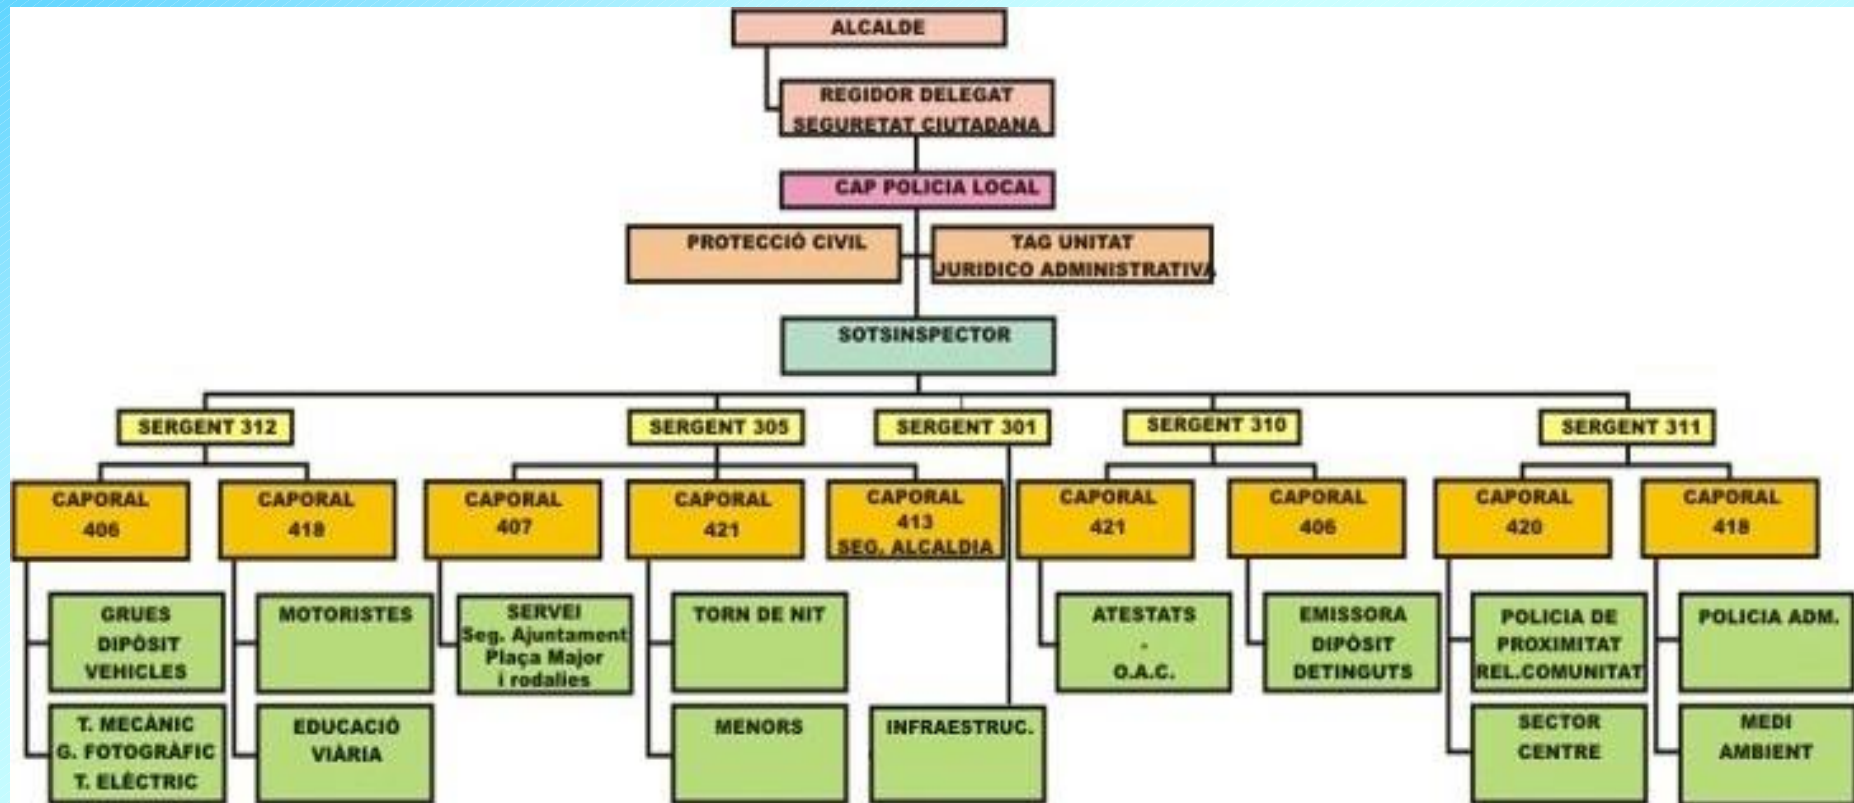 ALCALDE
REGIDOR DELEGAT
SEGURETAT CIUTADANA
CAP POLICIA LOCAL
PROTECCIÓ CIVIL
TAG UNITAT
JURIDICO ADMINISTRATIVA
SOTSINSPECTOR
SERGENT 312
SERGENT 305
SERGENT 301
SERGENT 310
SERGENT 311
CAPORAL
406
CAPORAL
418
CAPORAL
407
CAPORAL
421
CAPORAL
413
SEG. ALCALDIA
CAPORAL
421
CAPORAL
406
CAPORAL
420
CAPORAL
418
GRUES
DIPÒSIT
VEHICLES
MOTORISTES
SERVEI
Seg. Ajuntament
Plaça Major
i rodalies
TORN DE NIT
ATESTATS
-
O.A.C.
EMISSORA
DIPÒSIT
DETINGUTS
POLICIA DE
PROXIMITAT
REL.COMUNITAT
POLICIA ADM.
T. MECÀNIC
G. FOTOGRÀFIC
T. ELÈCTRIC
EDUCACIÓ
VIÀRIA
MENORS
INFRAESTRUC.
SECTOR
CENTRE
MEDI
AMBIENT